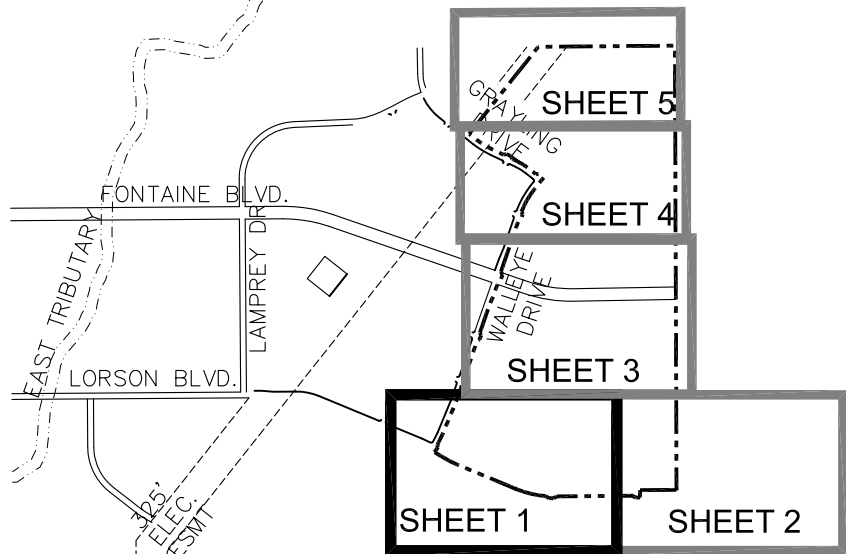 SHEET 5
GRAYLING
DRIVE
FONTAINE BLVD.
SHEET 4
EAST TRIBUTARY
LAMPREY DR
WALLEYE
DRIVE
LORSON BLVD.
SHEET 3
325'
ELEC.
ESMT
SHEET 1
SHEET 2